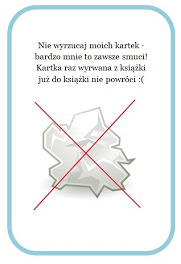 Nie wyrzucaj moich kartek -
bardzo mnie to zawsze smuci!
Kartka raz wyrwana z książki
już do książki nie powróci :(